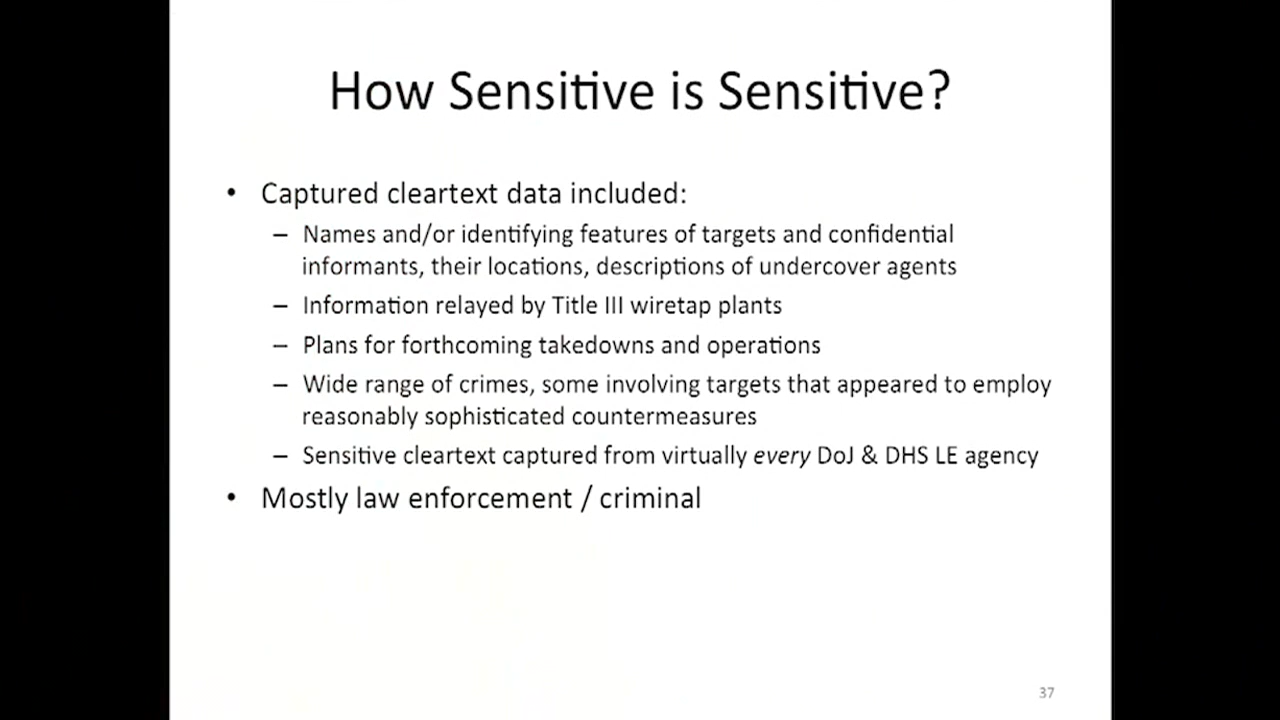 How Sensitive is Sensitive?
• Captured cleartext data included:
– Names and/or identifying features of targets and confidential
informants, their locations, descriptions of undercover agents
– Information relayed by Title III wiretap plants
– Plans for forthcoming takedowns and operations
– Wide range of crimes, some involving targets that appeared to employ
reasonably sophisticated countermeasures
– Sensitive cleartext captured from virtually every DoJ & DHS LE agency
• Mostly law enforcement / criminal
37